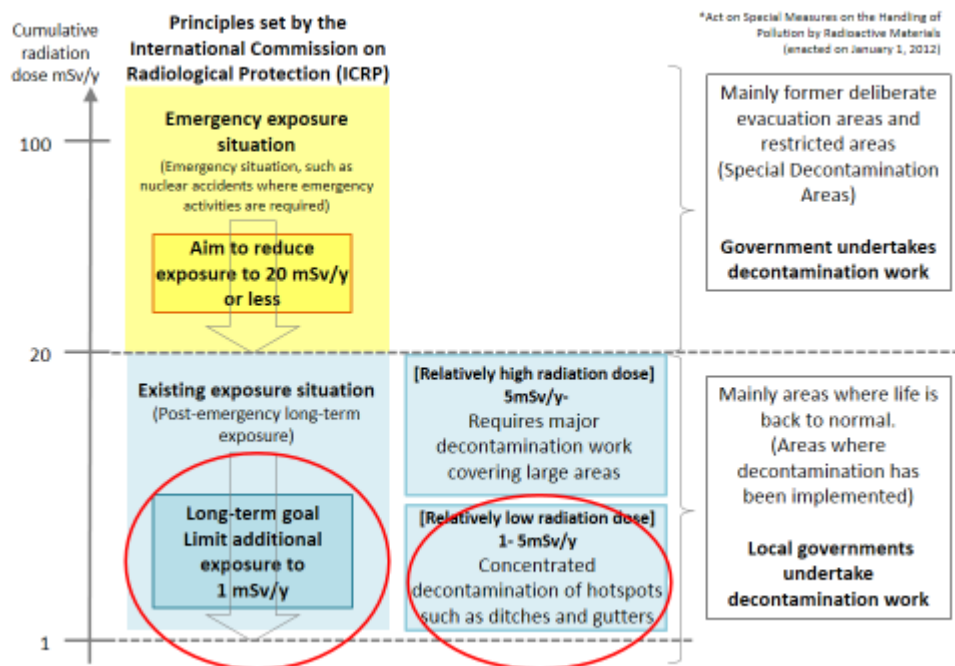 Cumulative
radiation
dose mSv/y
Principles set by the
International Commission on
Radiological Protection (ICRP)
*Act on Special Measures on the Handling of
Pollution by Radioactive Materials
(enacted on January 1, 2012)
100
20
1
Emergency exposure
situation
(Emergency situation, such as
nuclear accidents where emergency
activities are required)
Aim to reduce
exposure to 20 mSv/y
or less
Existing exposure situation
(Post-emergency long-term
exposure)
Long-term goal
Limit additional
exposure to
1 mSv/y
[Relatively high radiation dose]
5mSv/y-
Requires major
decontamination work
covering large areas
[Relatively low radiation dose]
1- 5mSv/y
Concentrated
decontamination of hotspots
such as ditches and gutters
Mainly former deliberate
evacuation areas and
restricted areas
(Special Decontamination
Areas)
Government undertakes
decontamination work
Mainly areas where life is
back to normal.
(Areas where
decontamination has
been implemented)
Local governments
undertake
decontamination work